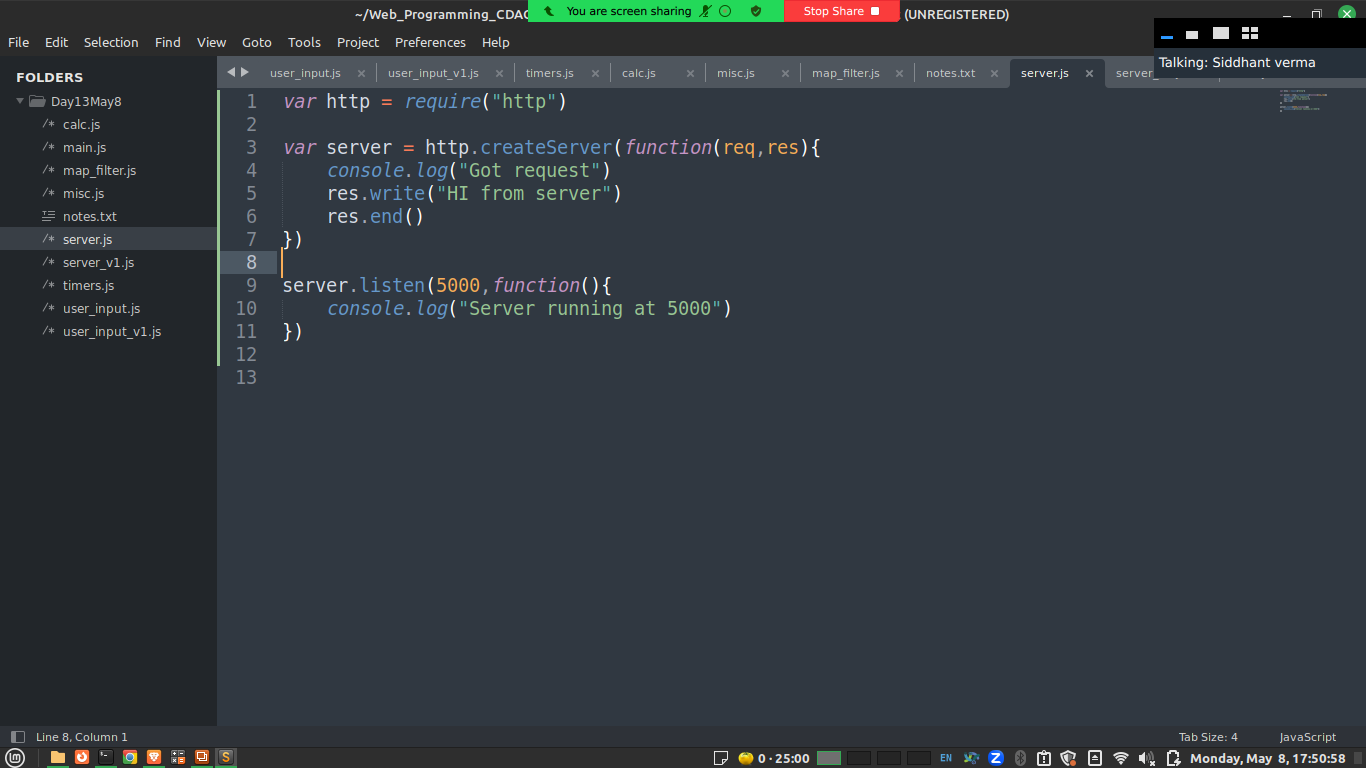 ~/Web_Programming_CDAC
You are screen sharing
Stop Share
(UNREGISTERED)
File Edit Selection Find View Goto Tools Project Preferences Help
Talking: Siddhant verma
FOLDERS
Day13May8
/* calc.js
/* main.js
/* map_filter.js
/* misc.js
notes.txt
/* server.js
/* server_v1.js
/* timers.js
/* user_input.js
/* user_input_v1.js
user_input.js × user_input_v1.js × timers.js × calc.js × misc.js × map_filter.js × notes.txt × server.js ×
1 var http = require("http")
2
3 var server = http.createServer(function(req,res){
4 console.log("Got request")
5 res.write("HI from server")
6 res.end()
7 })
8
9 server.listen(5000,function(){
10 console.log("Server running at 5000")
11 })
12
13
Line 8, Column 1
Tab Size: 4
JavaScript
0 · 25:00
EN
Z
Monday, May 8, 17:50:58